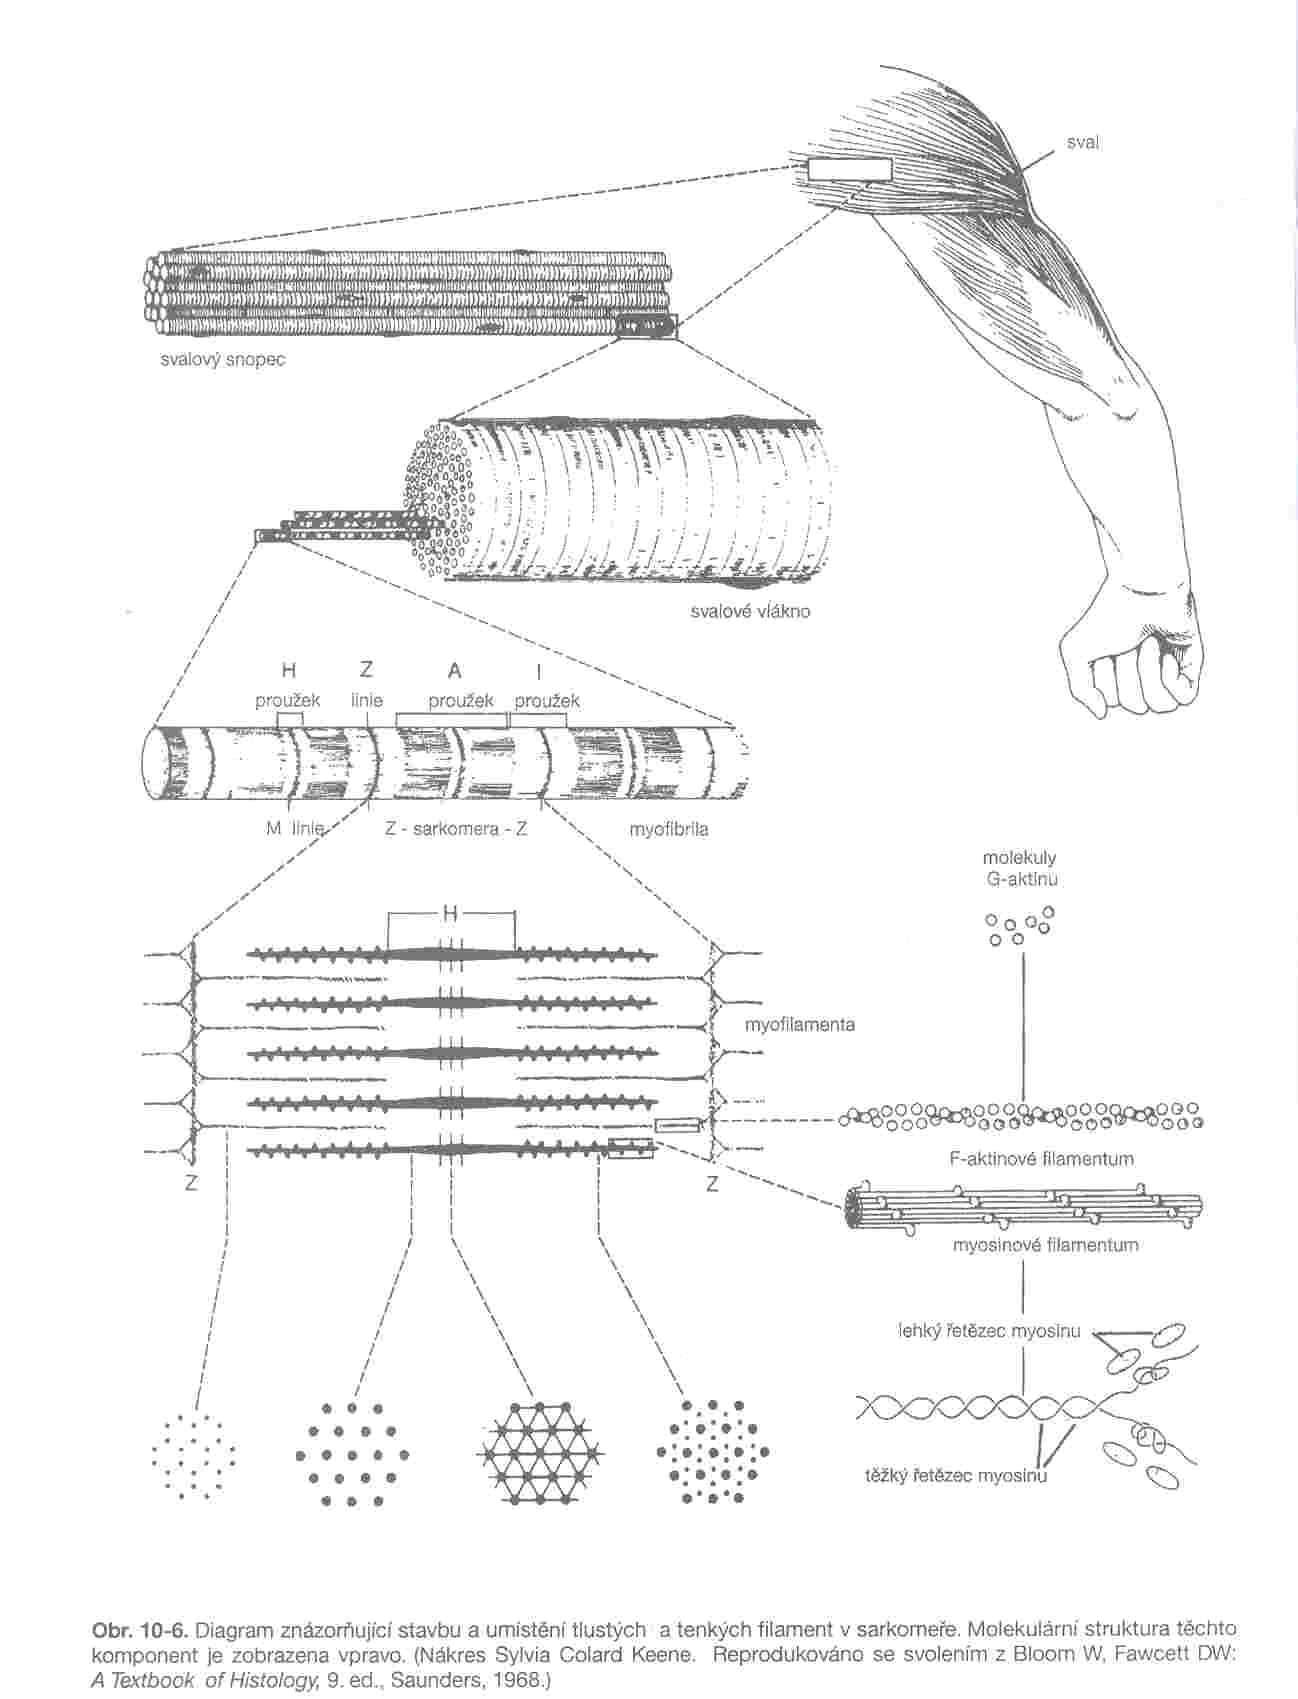 sval
svalový snopec
svalové vlákno
H Z A I
proužek linie proužek proužek
M linie Z - sarkomera - Z myofibrila
molekuly
G-aktinu
H
myofilamenta
F-aktinové filamentum
Z Z
myosinové filamentum
lehký řetězec myosinu
těžký řetězec myosinu
Obr. 10-6. Diagram znázorňující stavbu a umístění tlustých a tenkých filament v sarkomeře. Molekulární struktura těchto
komponent je zobrazena vpravo. (Nákres Sylvia Colard Keene. Reprodukováno se svolením z Bloom W, Fawcett DW:
A Textbook of Histology, 9. ed., Saunders, 1968.)